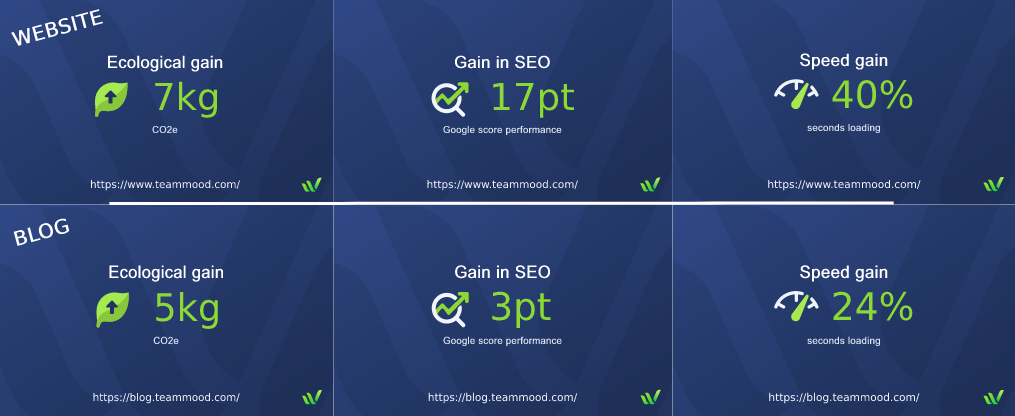 WEBSITE
Ecological gain
7kg
CO2e
https://www.teammood.com/
Gain in SEO
17pt
Google score performance
https://www.teammood.com/
Speed gain
40%
seconds loading
https://www.teammood.com/
BLOG
Ecological gain
5kg
CO2e
https://blog.teammood.com/
Gain in SEO
3pt
Google score performance
https://blog.teammood.com/
Speed gain
24%
seconds loading
https://blog.teammood.com/